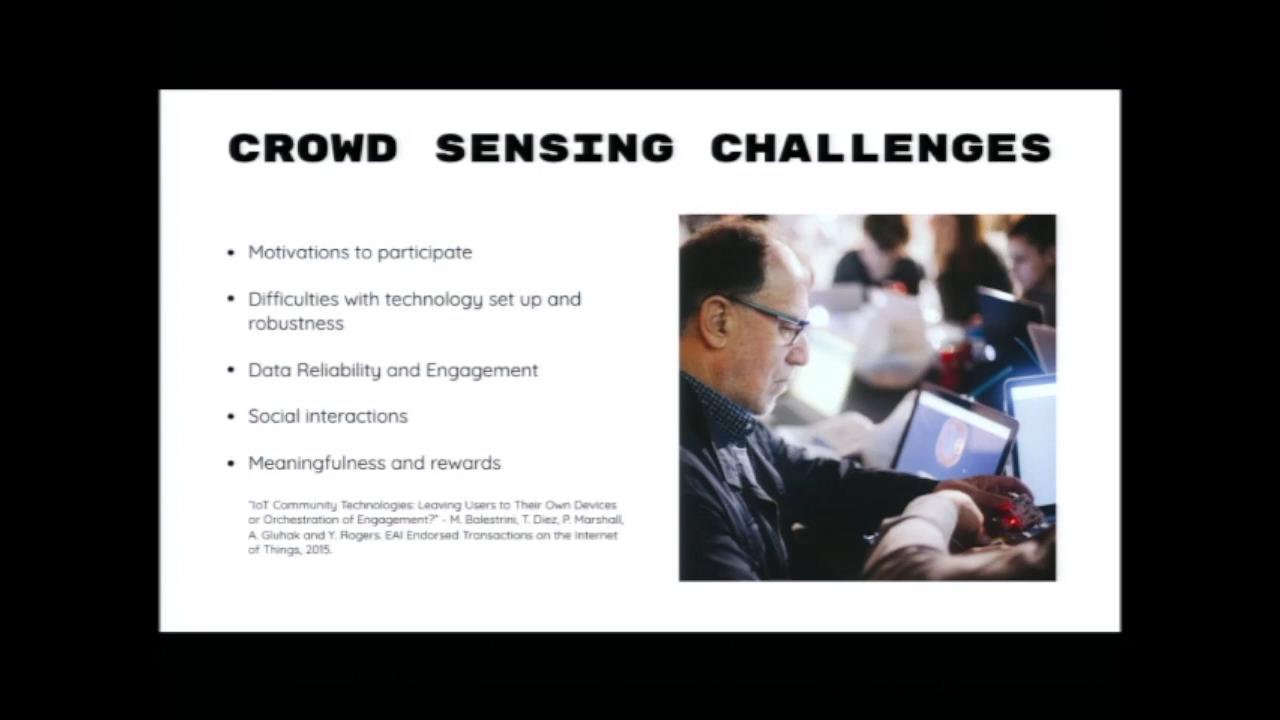 CROWD SENSING CHALLENGES
• Motivations to participate
• Difficulties with technology set up and
robustness
• Data Reliability and Engagement
• Social interactions
• Meaningfulness and rewards
"IoT Community Technologies: Leaving Users to Their Own Devices
or Orchestration of Engagement?" - M. Balestrini, T. Diez, P. Marshall,
A. Gluhak and Y. Rogers. EAI Endorsed Transactions on the Internet
of Things, 2015.